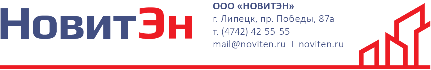 НовитЭн
ООО «НОВИТЭН»
г. Липецк, пр. Победы, 87а
т. (4742) 42-55-55
mail@noviten.ru I noviten.ru